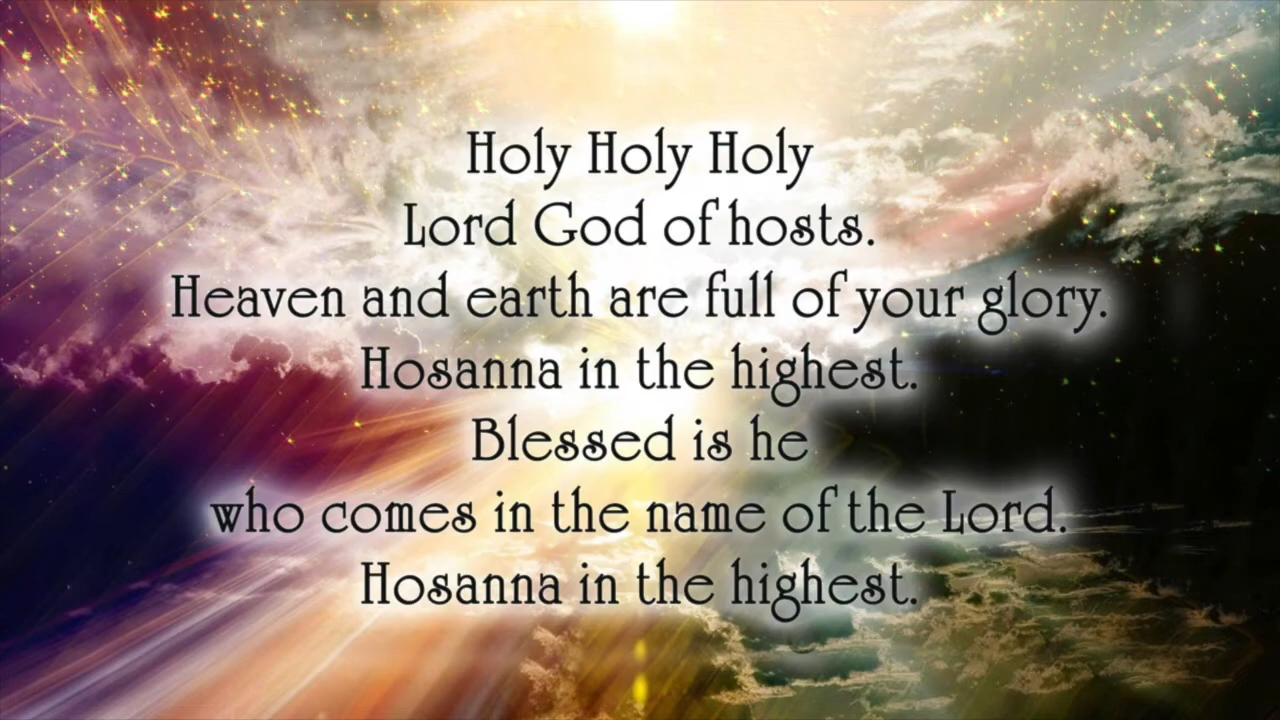 Holy Holy Holy
Lord God of hosts.
Heaven and earth are full of your glory.
Hosanna in the highest.
Blessed is he
who comes in the name of the Lord.
Hosanna in the highest.